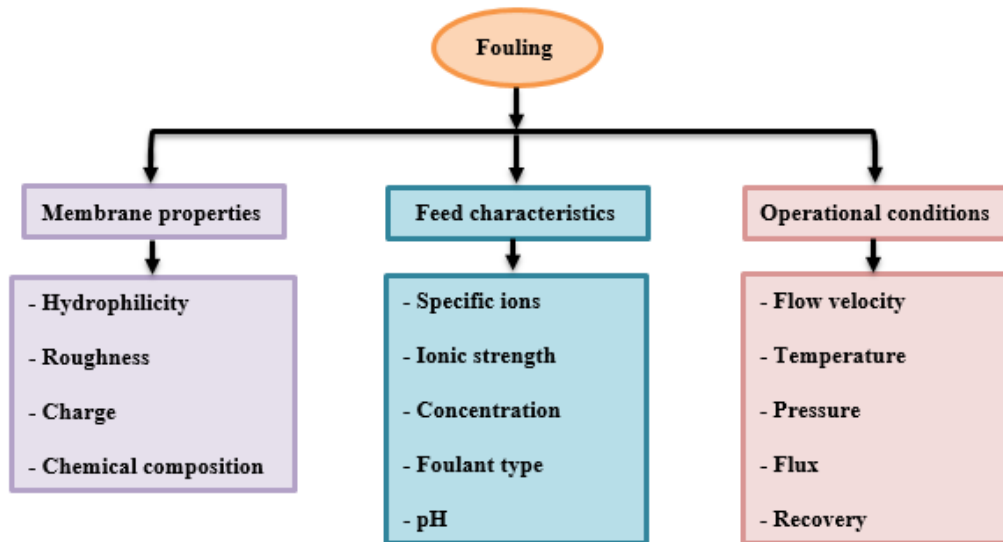 Fouling
Membrane properties
Feed characteristics
Operational conditions
- Hydrophilicity
- Roughness
- Charge
- Chemical composition
- Specific ions
- Ionic strength
- Concentration
- Foulant type
- pH
- Flow velocity
- Temperature
- Pressure
- Flux
- Recovery